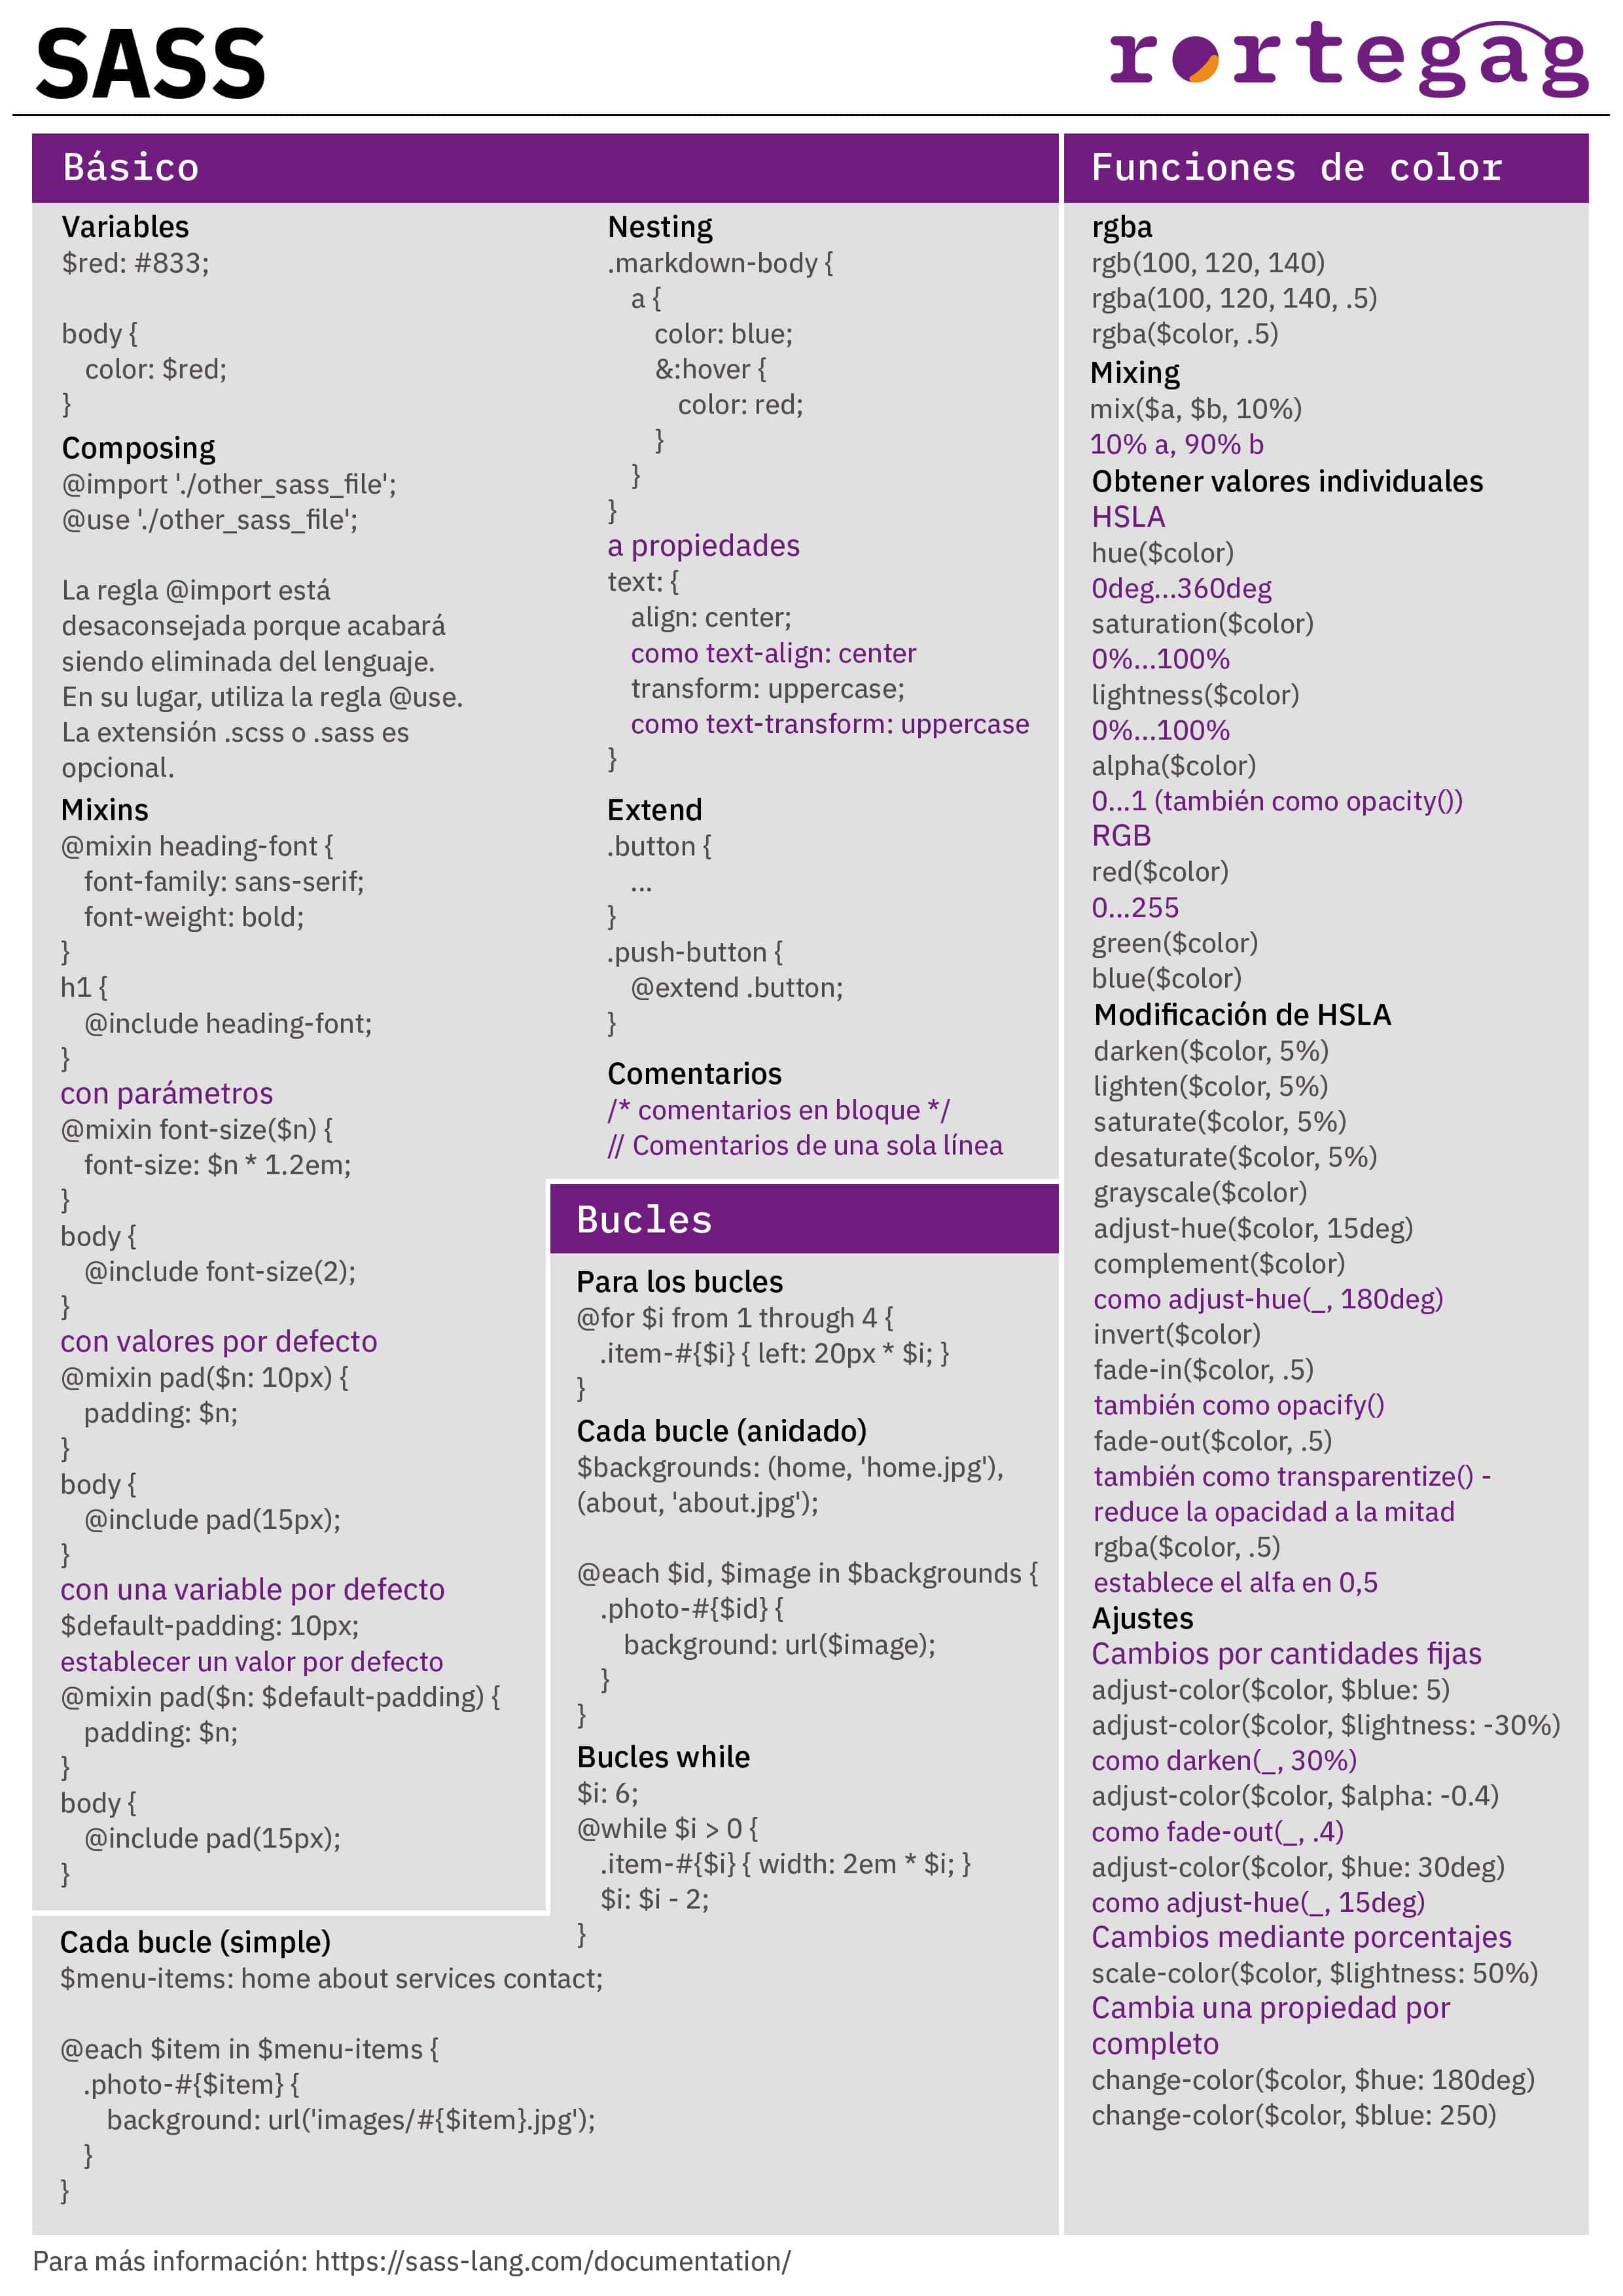 SASS
rortegag
Básico
Variables
$red: #833;
body {
color: $red;
}
Composing
@import './other_sass_file';
@use './other_sass_file';
La regla @import está
desaconsejada porque acabará
siendo eliminada del lenguaje.
En su lugar, utiliza la regla @use.
La extensión .scss o .sass es
opcional.
Mixins
@mixin heading-font {
font-family: sans-serif;
font-weight: bold;
}
h1 {
@include heading-font;
}
con parámetros
@mixin font-size($n) {
font-size: $n * 1.2em;
}
body {
@include font-size(2);
}
con valores por defecto
@mixin pad($n: 10px) {
padding: $n;
}
body {
@include pad(15px);
}
con una variable por defecto
$default-padding: 10px;
establecer un valor por defecto
@mixin pad($n: $default-padding) {
padding: $n;
}
body {
@include pad(15px);
}
Nesting
.markdown-body {
a {
color: blue;
&:hover {
color: red;
}
}
}
a propiedades
text: {
align: center;
como text-align: center
transform: uppercase;
como text-transform: uppercase
}
Extend
.button {
...
}
.push-button {
@extend .button;
}
Comentarios
/* comentarios en bloque */
// Comentarios de una sola línea
Bucles
Para los bucles
@for $i from 1 through 4 {
.item-#{$i} { left: 20px * $i; }
}
Cada bucle (anidado)
$backgrounds: (home, 'home.jpg'),
(about, 'about.jpg');
@each $id, $image in $backgrounds {
.photo-#{$id} {
background: url($image);
}
}
Bucles while
$i: 6;
@while $i > 0 {
.item-#{$i} { width: 2em * $i; }
$i: $i - 2;
}
Cada bucle (simple)
$menu-items: home about services contact;
@each $item in $menu-items {
.photo-#{$item} {
background: url('images/#{$item}.jpg');
}
}
Funciones de color
rgba
rgb(100, 120, 140)
rgba(100, 120, 140, .5)
rgba($color, .5)
Mixing
mix($a, $b, 10%)
10% a, 90% b
Obtener valores individuales
HSLA
hue($color)
0deg...360deg
saturation($color)
0%...100%
lightness($color)
0%...100%
alpha($color)
0...1 (también como opacity())
RGB
red($color)
0...255
green($color)
blue($color)
Modificación de HSLA
darken($color, 5%)
lighten($color, 5%)
saturate($color, 5%)
desaturate($color, 5%)
grayscale($color)
adjust-hue($color, 15deg)
complement($color)
como adjust-hue(_, 180deg)
invert($color)
fade-in($color, .5)
también como opacify()
fade-out($color, .5)
también como transparentize() -
reduce la opacidad a la mitad
rgba($color, .5)
establece el alfa en 0,5
Ajustes
Cambios por cantidades fijas
adjust-color($color, $blue: 5)
adjust-color($color, $lightness: -30%)
como darken(_, 30%)
adjust-color($color, $alpha: -0.4)
como fade-out(_, .4)
adjust-color($color, $hue: 30deg)
como adjust-hue(_, 15deg)
Cambios mediante porcentajes
scale-color($color, $lightness: 50%)
Cambia una propiedad por
completo
change-color($color, $hue: 180deg)
change-color($color, $blue: 250)
Para más información: https://sass-lang.com/documentation/